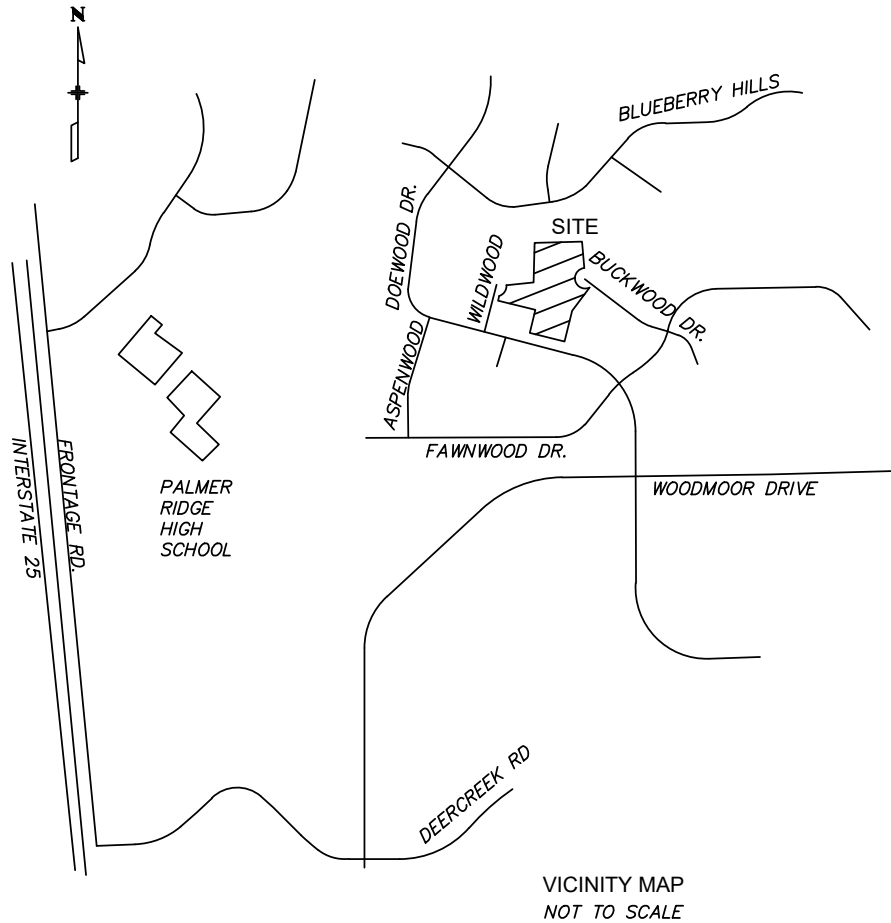 N
BLUEBERRY HILLS
DOEWOOD DR.
SITE
WILDWOOD
BUCKWOOD DR.
ASPENWOOD
FAWNWOOD DR.
INTERSTATE 25
FRONTAGE RD.
PALMER
RIDGE
HIGH
SCHOOL
WOODMOOR DRIVE
DEERCREEK RD
VICINITY MAP
NOT TO SCALE